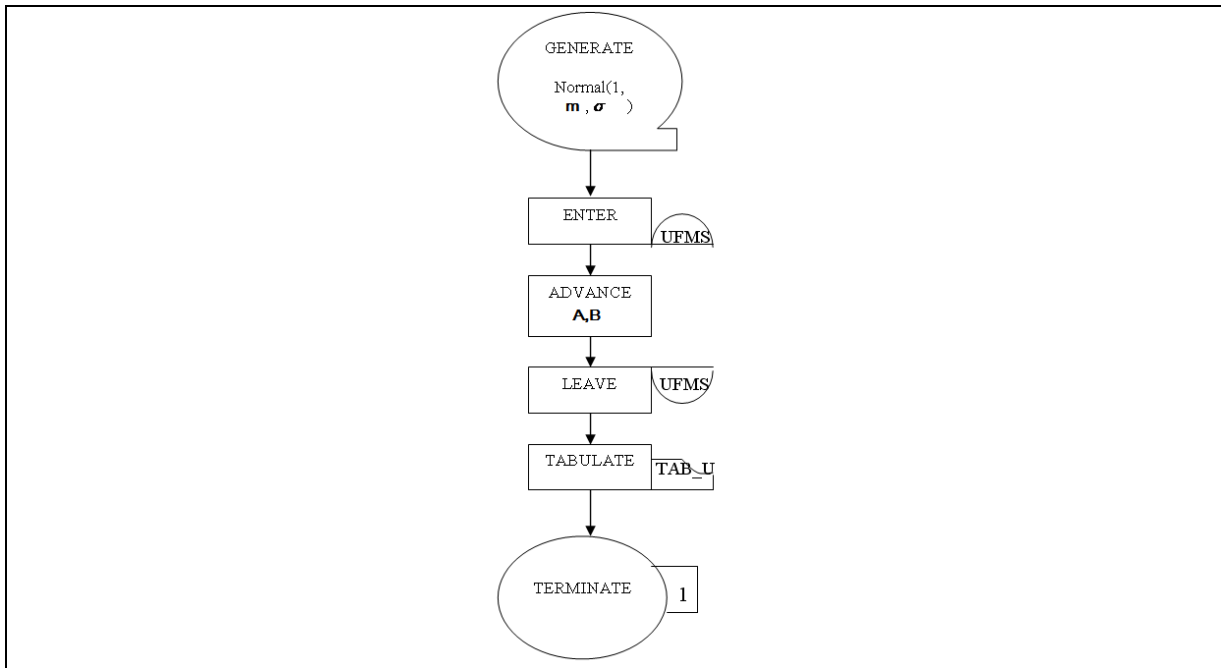 GENERATE
Normal(1,
m , σ )
ENTER
UFMS
ADVANCE
A,B
LEAVE
UFMS
TABULATE
TAB_U
TERMINATE
1